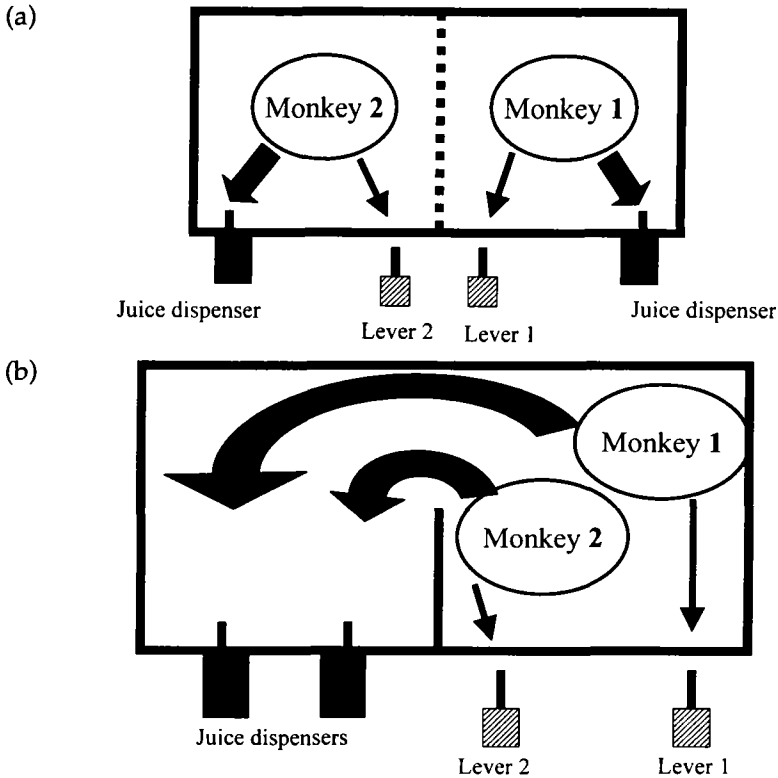 (a)
Monkey 2
Monkey 1
Juice dispenser
Lever 2
Lever 1
Juice dispenser
(b)
Monkey 1
Monkey 2
Juice dispensers
Lever 2
Lever 1